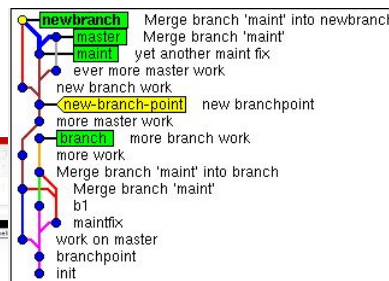 newbranch Merge branch 'maint' into newbranc
master Merge branch 'maint'
maint yet another maint fix
ever more master work
new branch work
new-branch-point new branchpoint
more master work
branch more branch work
more work
Merge branch 'maint' into branch
Merge branch 'maint'
b1
maintfix
work on master
branchpoint
init